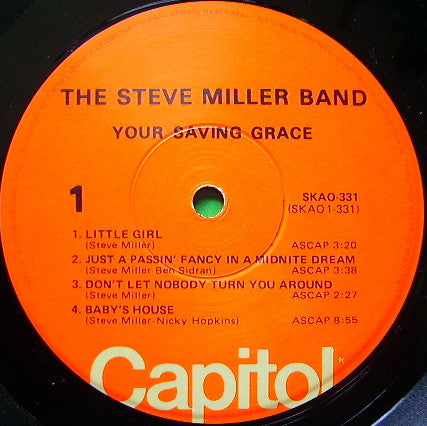 THE STEVE MILLER BAND
YOUR SAVING GRACE
1
SKAO-331
(SKAO 1-331)
1. LITTLE GIRL
(Steve Miller) ASCAP 3:20
2. JUST A PASSIN' FANCY IN A MIDNITE DREAM
(Steve Miller Ben Sidran) ASCAP 3:38
3. DON'T LET NOBODY TURN YOU AROUND
(Steve Miller) ASCAP 2:27
4. BABY'S HOUSE
(Steve Miller-Nicky Hopkins) ASCAP 8:55
Capitol